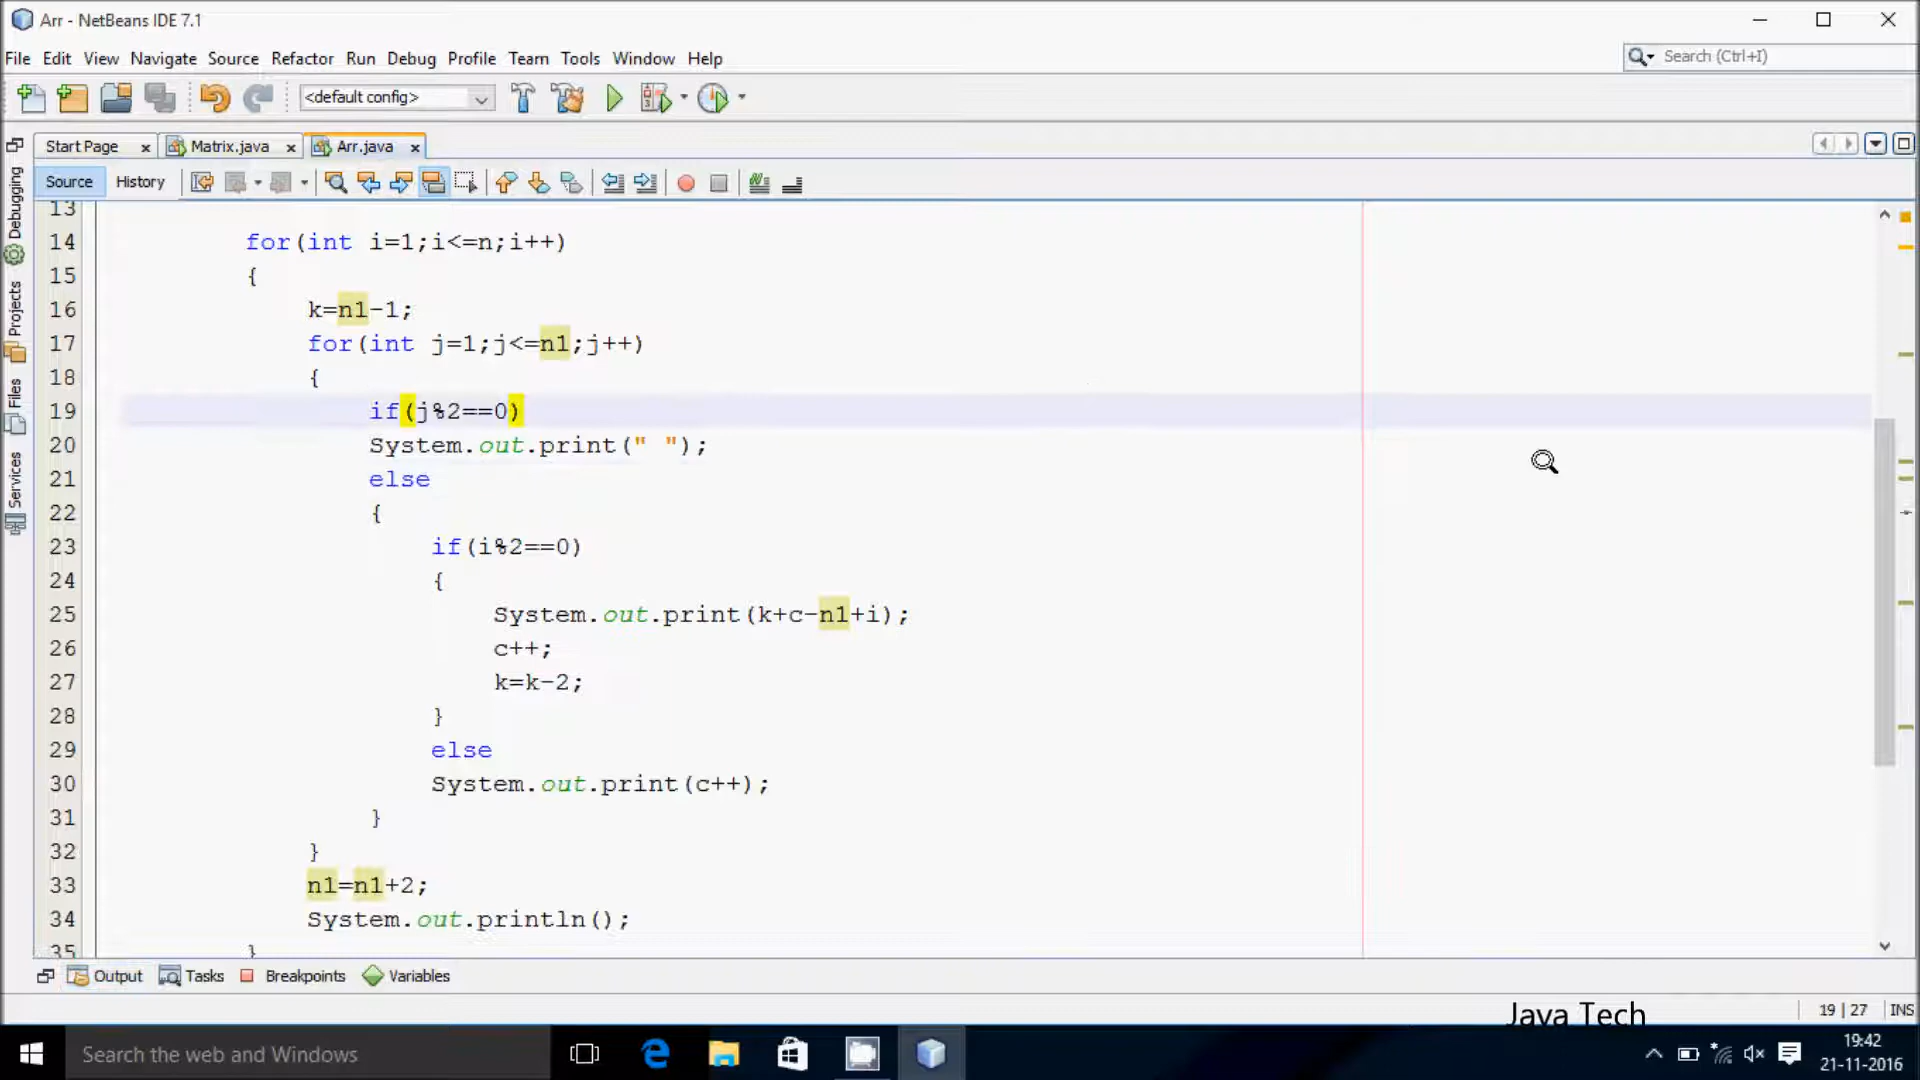 Arr - NetBeans IDE 7.1
File Edit View Navigate Source Refactor Run Debug Profile Team Tools Window Help
Search (Ctrl+I)
<default config>
Start Page Matrix.java Arr.java
Source History
Debugging
Projects
Files
Services
13
14 for(int i=1;i<=n;i++)
15 {
16 k=n1-1;
17 for(int j=1;j<=n1;j++)
18 {
19 if(j%2==0)
20 System.out.print(" ");
21 else
22 {
23 if(i%2==0)
24 {
25 System.out.print(k+c-n1+i);
26 c++;
27 k=k-2;
28 }
29 else
30 System.out.print(c++);
31 }
32 }
33 n1=n1+2;
34 System.out.println();
35 }
Output Tasks Breakpoints Variables
Java Tech
19 | 27 INS
Search the web and Windows
19:42
21-11-2016